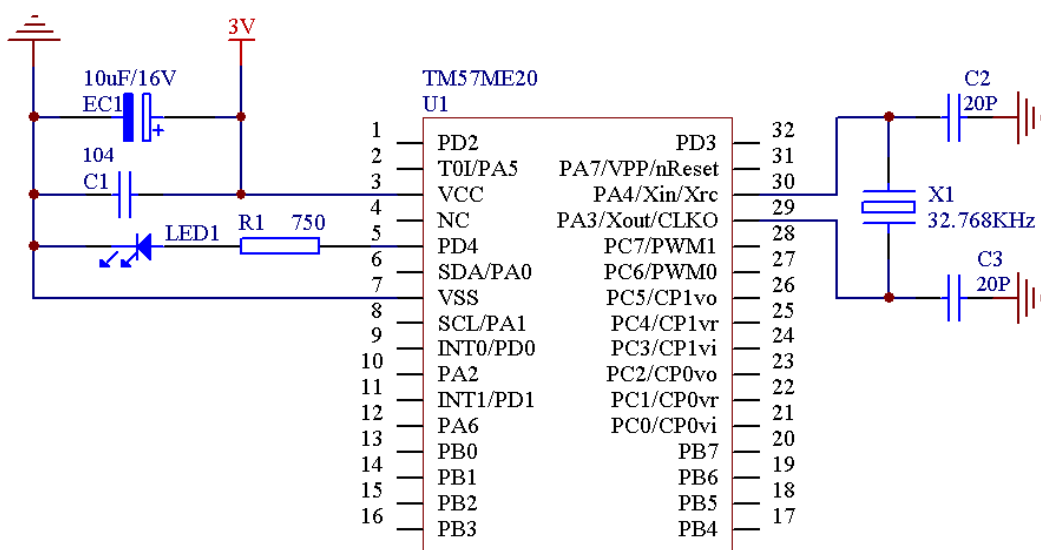 3V
10uF/16V
EC1
+
104
C1
LED1
R1 750
TM57ME20
U1
1 PD2 PD3 32
2 T0I/PA5 PA7/VPP/nReset 31
3 VCC PA4/Xin/Xrc 30
4 NC PA3/Xout/CLKO 29
5 PD4 PC7/PWM1 28
6 SDA/PA0 PC6/PWM0 27
7 VSS PC5/CP1vo 26
8 SCL/PA1 PC4/CP1vr 25
9 INT0/PD0 PC3/CP1vi 24
10 PA2 PC2/CP0vo 23
11 INT1/PD1 PC1/CP0vr 22
12 PA6 PC0/CP0vi 21
13 PB0 PB7 20
14 PB1 PB6 19
15 PB2 PB5 18
16 PB3 PB4 17
C2
20P
X1
32.768KHz
C3
20P